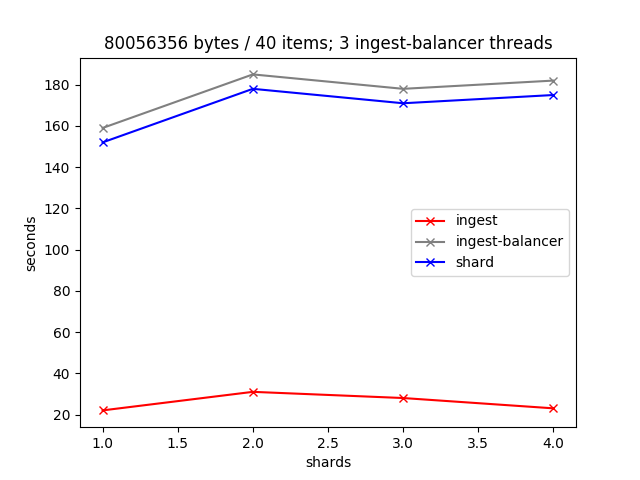 80056356 bytes / 40 items; 3 ingest-balancer threads
seconds
180
160
140
120
100
80
60
40
20
ingest
ingest-balancer
shard
1.0 1.5 2.0 2.5 3.0 3.5 4.0
shards